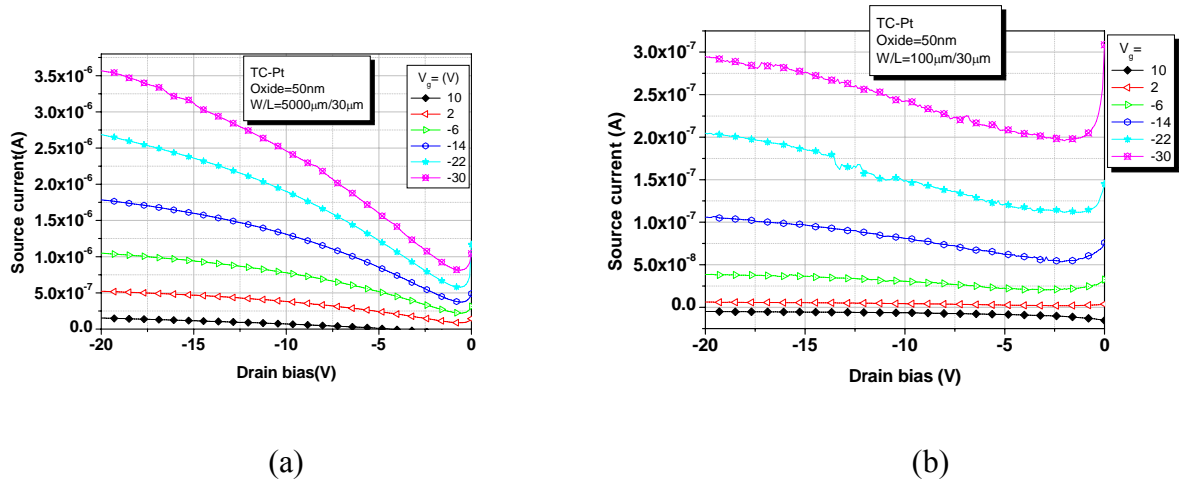 TC-Pt
Oxide=50nm
W/L=5000μm/30μm
V_g= (V)
10
2
-6
-14
-22
-30
3.5x10⁻⁶
3.0x10⁻⁶
2.5x10⁻⁶
2.0x10⁻⁶
1.5x10⁻⁶
1.0x10⁻⁶
5.0x10⁻⁷
0.0
Source current(A)
-20
-15
-10
-5
0
Drain bias(V)
(a)
TC-Pt
Oxide=50nm
W/L=100μm/30μm
V_g=
10
2
-6
-14
-22
-30
3.0x10⁻⁷
2.5x10⁻⁷
2.0x10⁻⁷
1.5x10⁻⁷
1.0x10⁻⁷
5.0x10⁻⁸
0.0
Source current (A)
-20
-15
-10
-5
0
Drain bias (V)
(b)